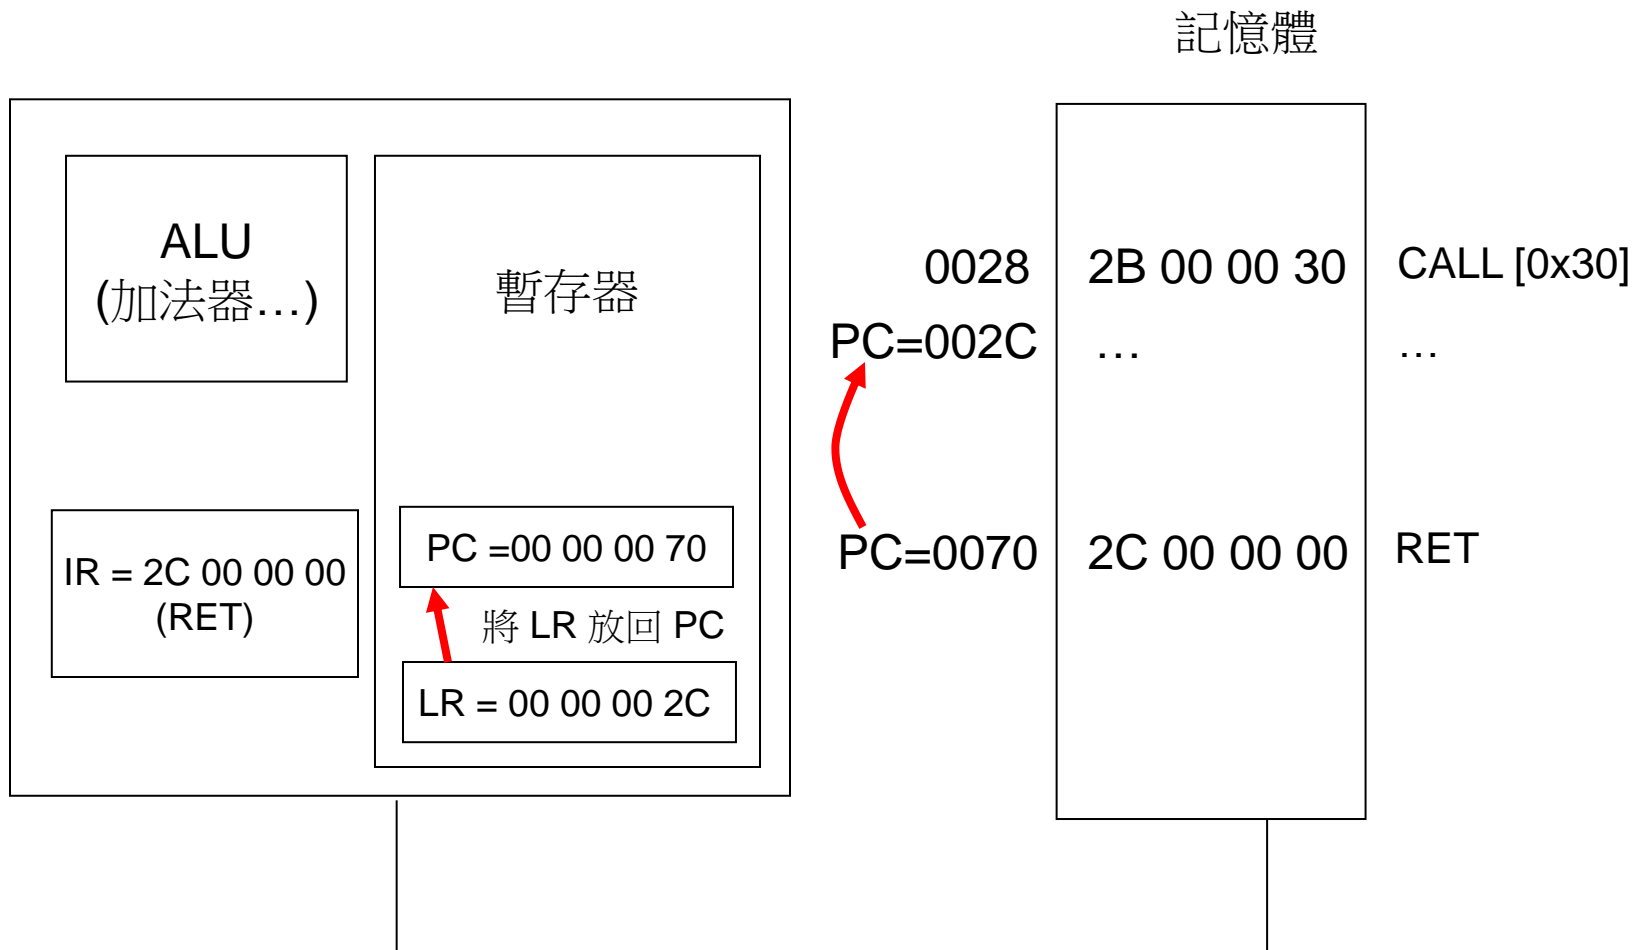 記憶體
ALU
(加法器…)
暫存器
IR = 2C 00 00 00
(RET)
PC =00 00 00 70
將 LR 放回 PC
LR = 00 00 00 2C
0028 2B 00 00 30 CALL [0x30]
PC=002C … …
PC=0070 2C 00 00 00 RET